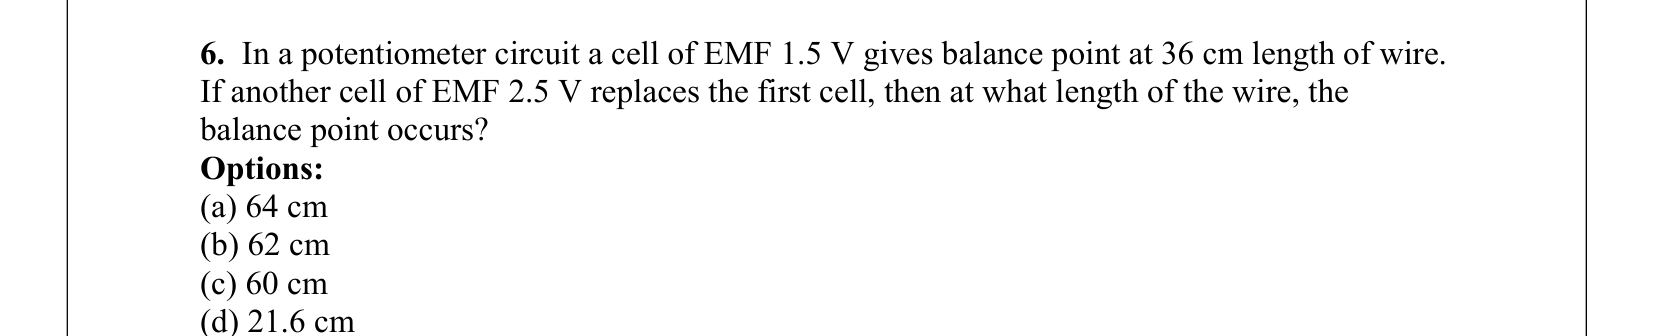 6. In a potentiometer circuit a cell of EMF 1.5 V gives balance point at 36 cm length of wire.
If another cell of EMF 2.5 V replaces the first cell, then at what length of the wire, the
balance point occurs?
Options:
(a) 64 cm
(b) 62 cm
(c) 60 cm
(d) 21.6 cm